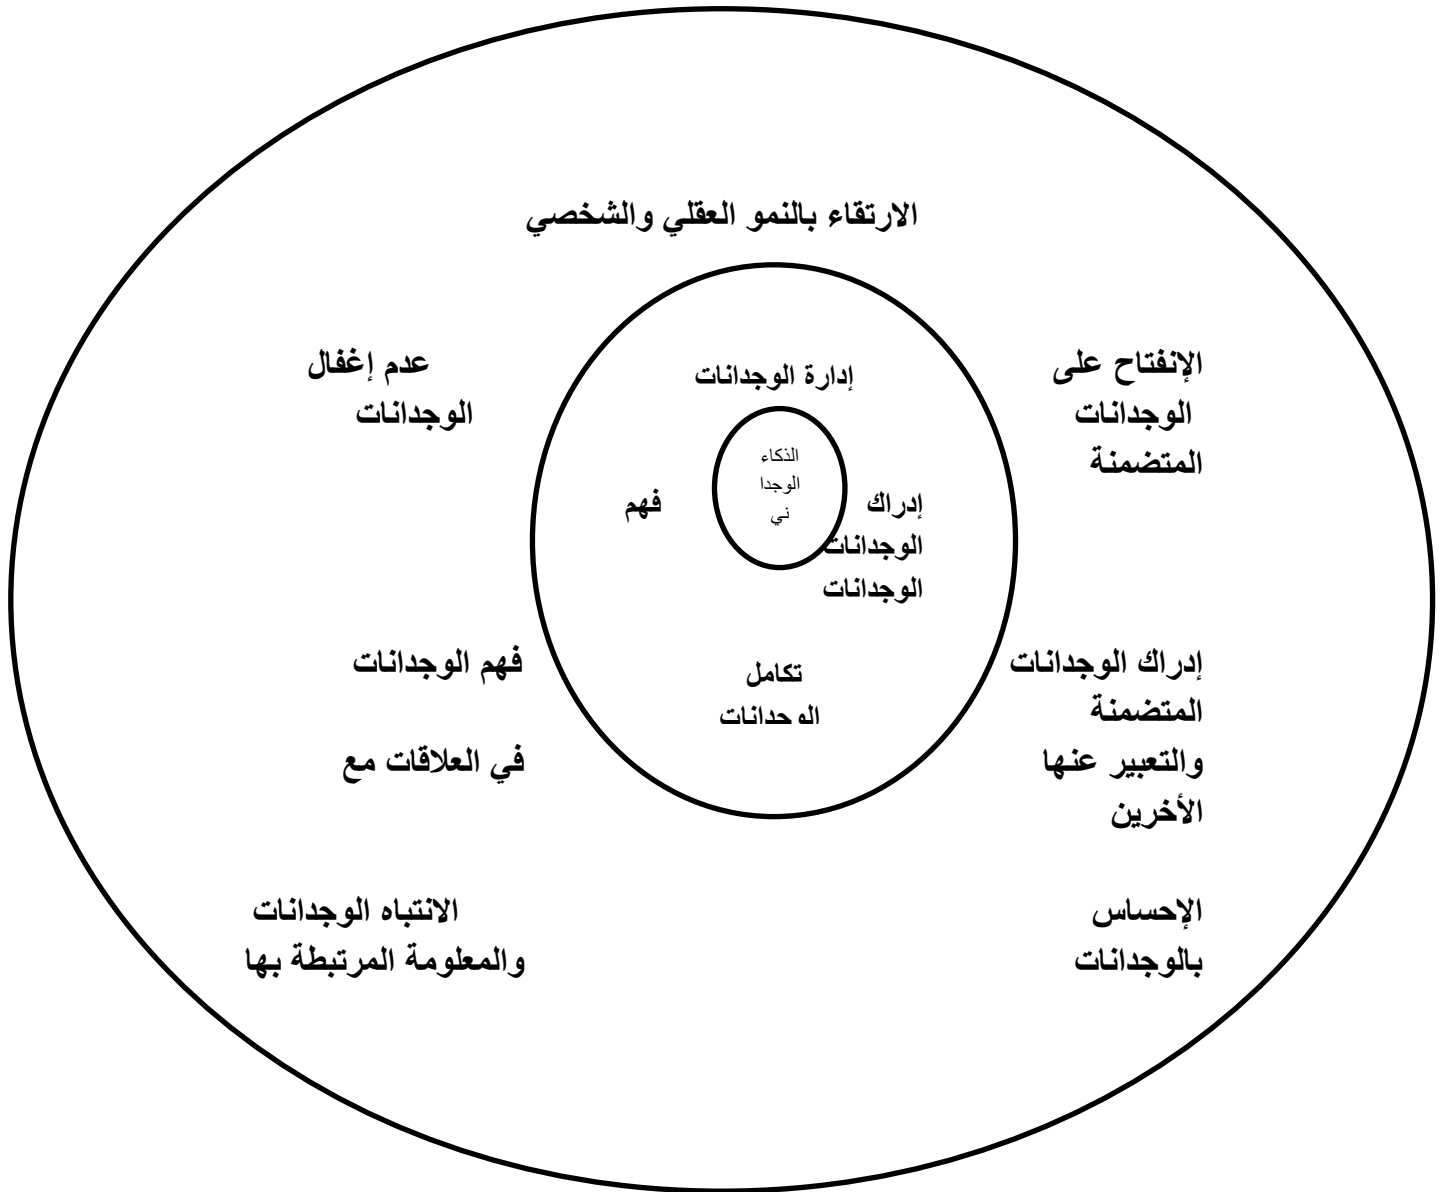 الارتقاء بالنمو العقلي والشخصي
الإنفتاح على
الوجدانات
المتضمنة
عدم إغفال
الوجدانات
إدارة الوجدانات
الذكاء
الوجدا
ني
إدراك
الوجدانات
الوجدانات
فهم
تكامل
الوجدانات
إدراك الوجدانات
المتضمنة
والتعبير عنها
الأخرين
فهم الوجدانات
في العلاقات مع
الإحساس
بالوجدانات
الانتباه الوجدانات
والمعلومة المرتبطة بها